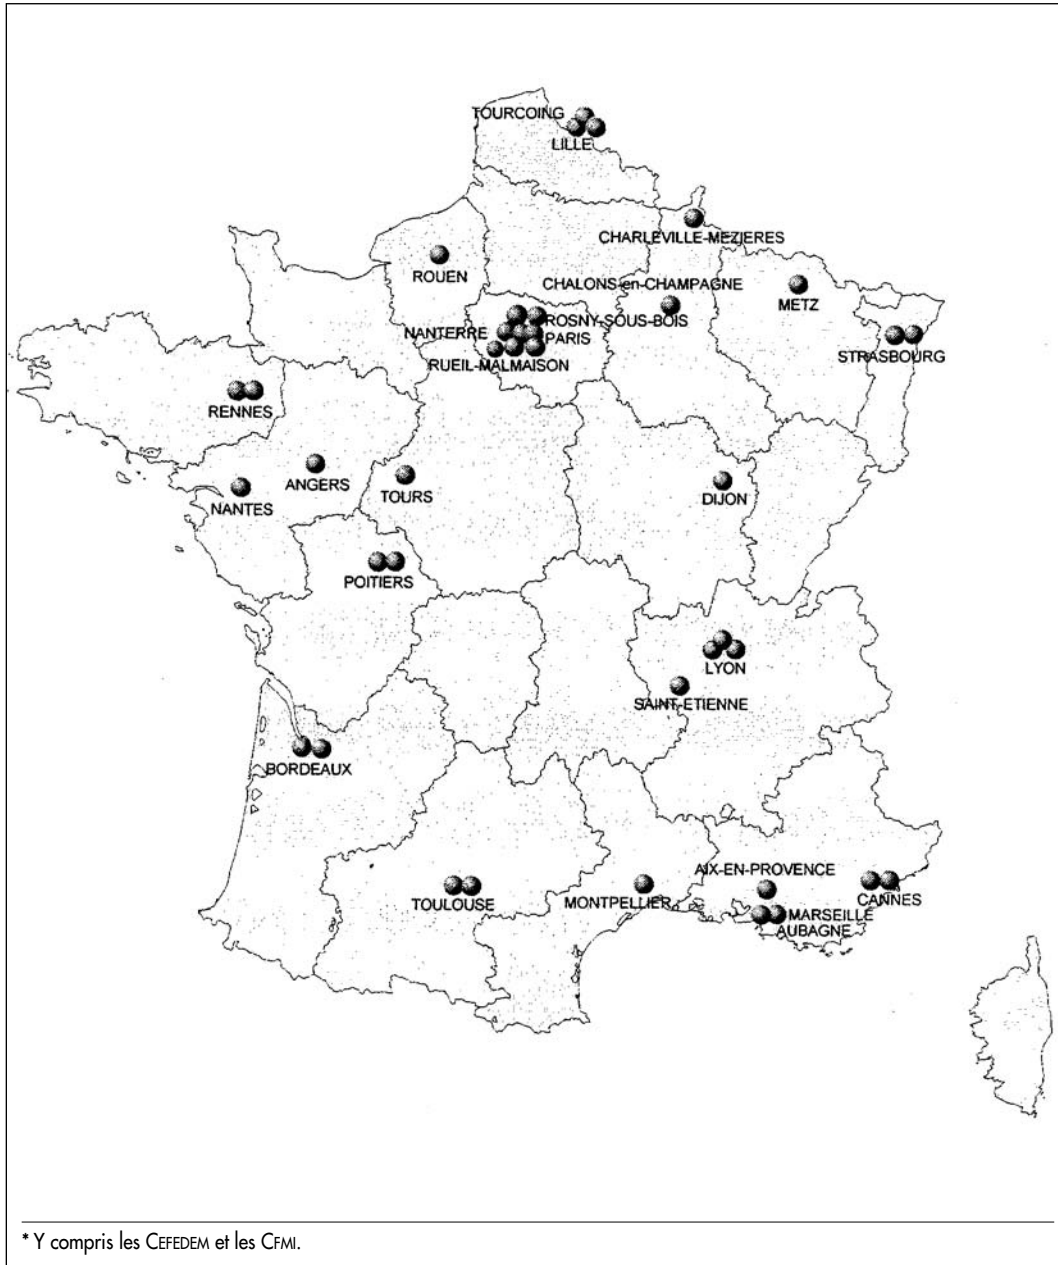 TOURCOING
LILLE
CHARLEVILLE-MEZIERES
ROUEN
CHALONS-en-CHAMPAGNE
METZ
NANTERRE
ROSNY-SOUS-BOIS
PARIS
RUEIL-MALMAISON
STRASBOURG
RENNES
ANGERS
TOURS
DIJON
NANTES
POITIERS
LYON
SAINT-ETIENNE
BORDEAUX
AIX-EN-PROVENCE
TOULOUSE
MONTPELLIER
CANNES
MARSEILLE
AUBAGNE
* Y compris les CEFEDEM et les CFMI.